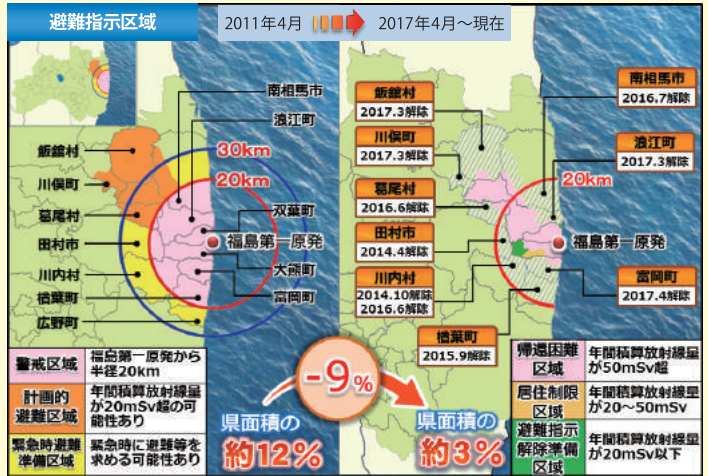 避難指示区域
2011年4月
2017年4月～現在
南相馬市
浪江町
30km
20km
飯舘村
川俣町
葛尾村
田村市
川内村
楢葉町
広野町
双葉町
福島第一原発
大熊町
富岡町
警戒区域
福島第一原発から
半径20km
計画的
避難区域
年間積算放射線量
が20mSv超の可
能性あり
緊急時避難
準備区域
緊急時に避難等を
求める可能性あり
県面積の
約12%
-9%
飯舘村
2017.3解除
川俣町
2017.3解除
葛尾村
2016.6解除
田村市
2014.4解除
川内村
2014.10解除
2016.6解除
楢葉町
2015.9解除
南相馬市
2016.7解除
浪江町
2017.3解除
20km
福島第一原発
富岡町
2017.4解除
県面積の
約3%
帰還困難
区域
年間積算放射線量
が50mSv超
居住制限
区域
年間積算放射線量
が20～50mSv
避難指示
解除準備
区域
年間積算放射線量
が20mSv以下